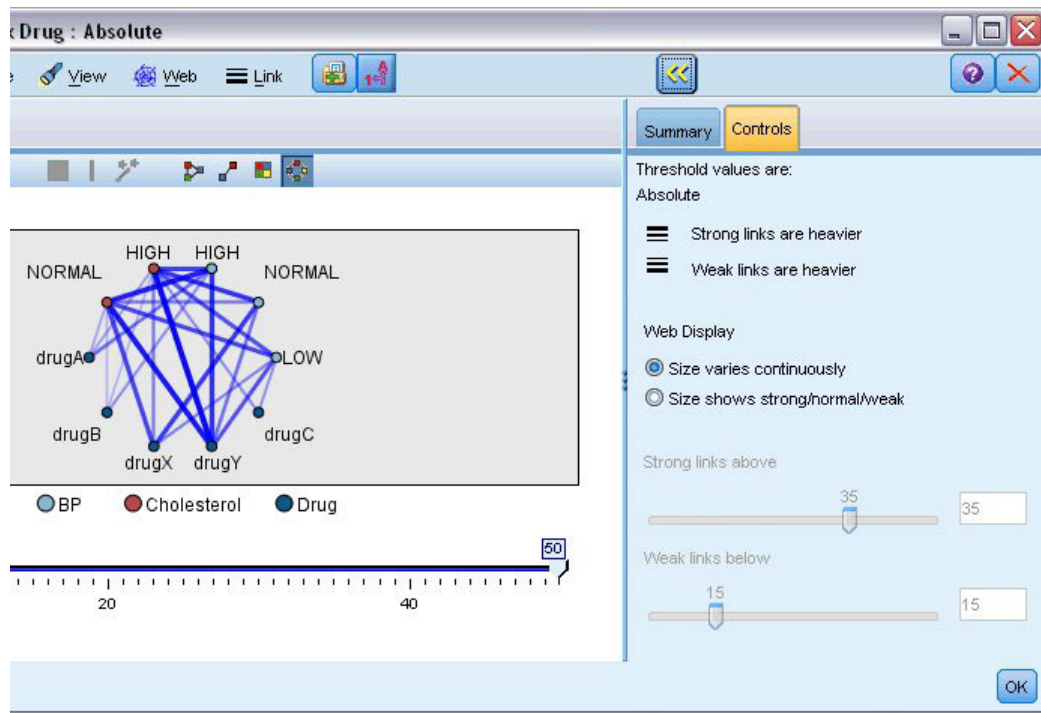 Drug : Absolute
View Web Link
Summary Controls
Threshold values are:
Absolute
Strong links are heavier
Weak links are heavier
Web Display
Size varies continuously
Size shows strong/normal/weak
Strong links above
35
35
Weak links below
15
15
OK
HIGH HIGH
NORMAL NORMAL
drugA LOW
drugB drugC
drugX drugY
BP Cholesterol Drug
50
20 40